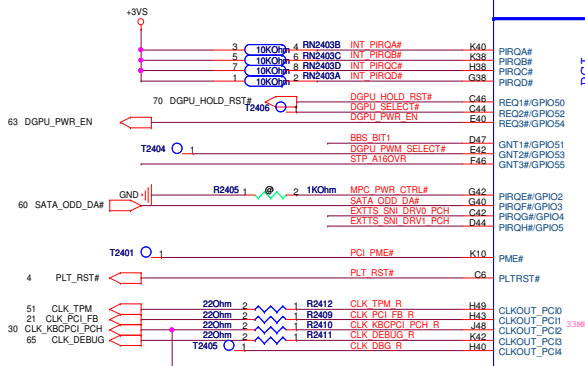 +3VS
3 10KOhm 4 RN2403B INT_PIRQA# K40 PIRQA#
5 10KOhm 6 RN2403C INT_PIRQB# K38 PIRQB#
7 10KOhm 8 RN2403D INT_PIRQC# H38 PIRQC#
1 10KOhm 2 RN2403A INT_PIRQD# G38 PIRQD#
70 DGPU_HOLD_RST# DGPU_HOLD_RST# C46 REQ1#/GPIO50
T2406 1 DGPU_SELECT# C44 REQ2#/GPIO52
63 DGPU_PWR_EN DGPU_PWR_EN E40 REQ3#/GPIO54
BBS_BIT1 D47 GNT1#/GPIO51
T2404 1 DGPU_PWM_SELECT# E42 GNT2#/GPIO53
STP_A16OVR F46 GNT3#/GPIO55
GND R2405 1 @ 2 1KOhm MPC_PWR_CTRL# G42 PIRQE#/GPIO2
60 SATA_ODD_DA# SATA_ODD_DA# G40 PIRQF#/GPIO3
EXTTS_SNI_DRV0_PCH C42 PIRQG#/GPIO4
EXTTS_SNI_DRV1_PCH D44 PIRQH#/GPIO5
T2401 1 PCI_PME# K10 PME#
4 PLT_RST# PLT_RST# C6 PLTRST#
51 CLK_TPM 22Ohm 2 1 R2412 CLK_TPM_R H49 CLKOUT_PCI0
21 CLK_PCI_FB 22Ohm 2 1 R2409 CLK_PCI_FB_R H43 CLKOUT_PCI1
30 CLK_KBCPCI_PCH 22Ohm 2 1 R2410 CLK_KBCPCI_PCH_R J48 CLKOUT_PCI2
65 CLK_DEBUG 22Ohm 2 1 R2411 CLK_DEBUG_R K42 CLKOUT_PCI3
T2405 1 CLK_DBG_R H40 CLKOUT_PCI4